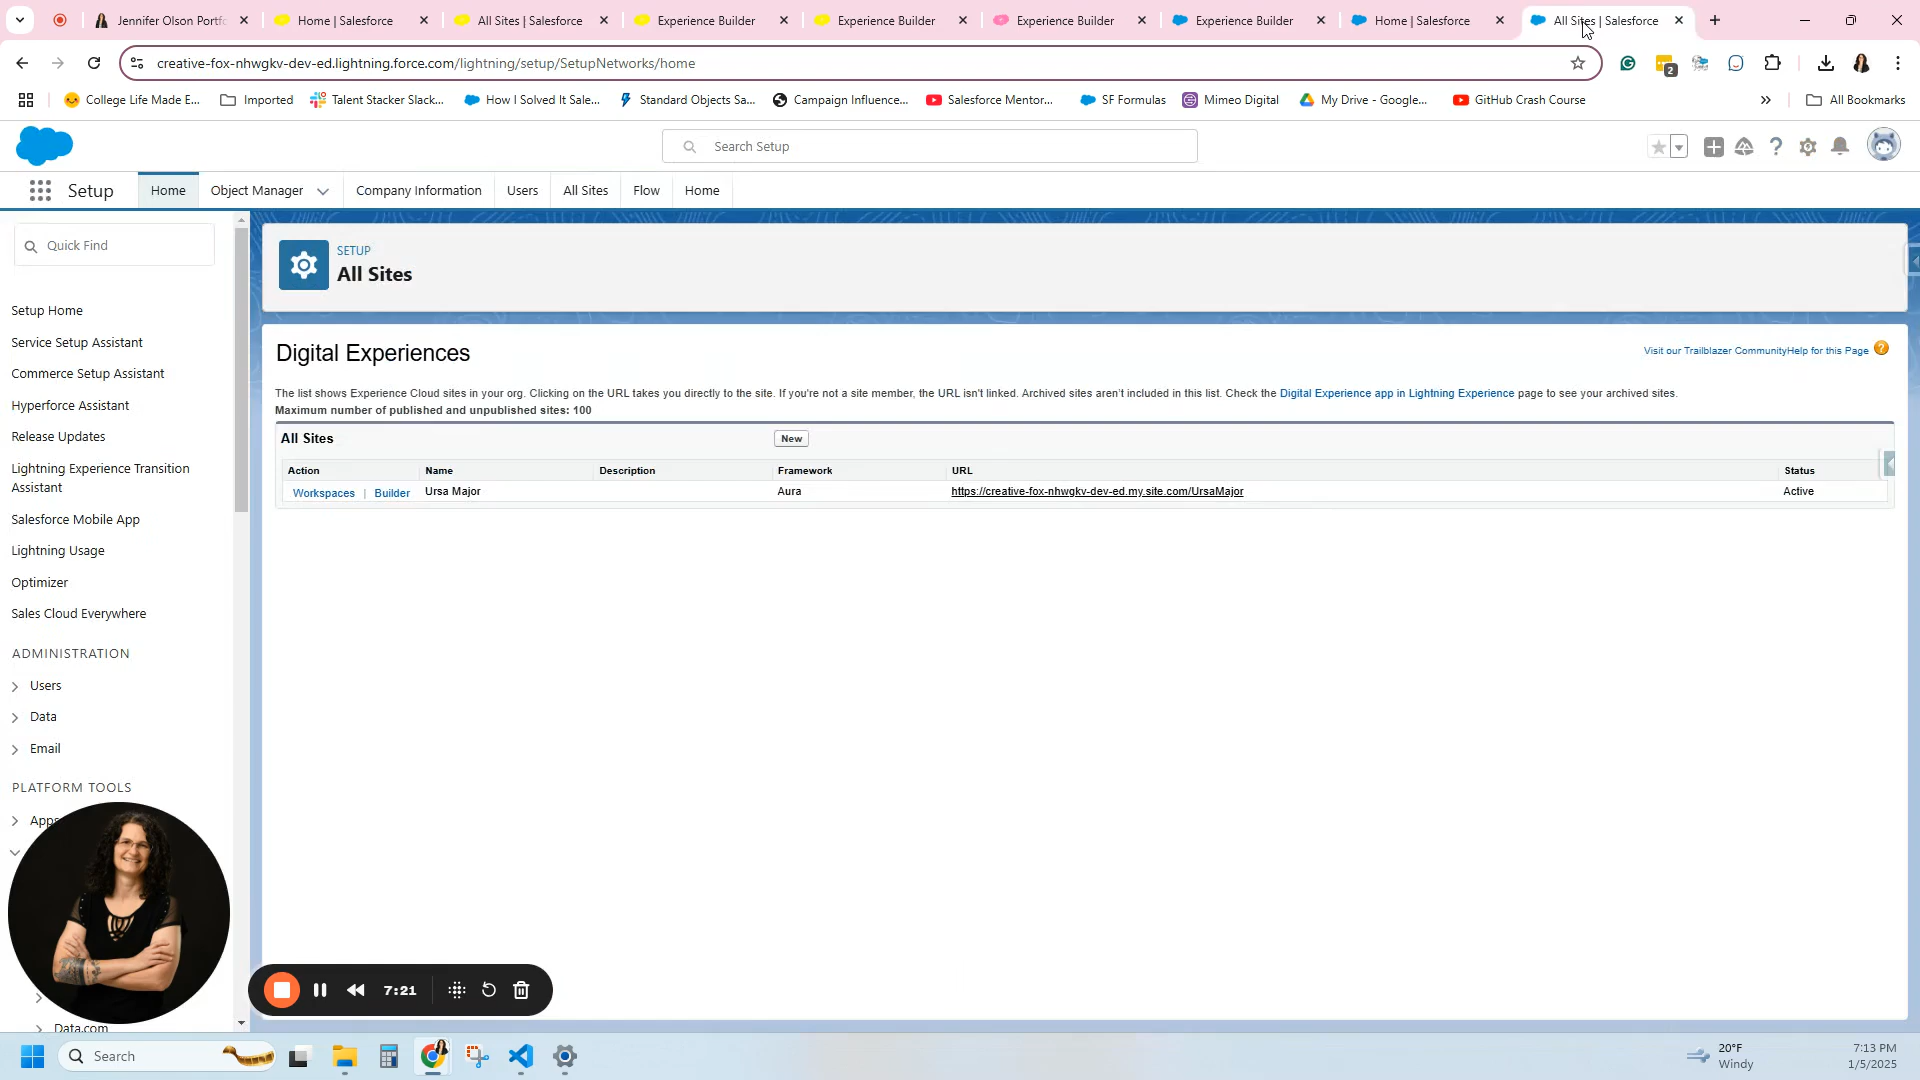 Jennifer Olson Portfo
Home | Salesforce
All Sites | Salesforce
Experience Builder
Experience Builder
Experience Builder
Experience Builder
Home | Salesforce
All Sites | Salesforce
creative-fox-nhwgkv-dev-ed.lightning.force.com/lightning/setup/SetupNetworks/home
2
College Life Made E...
Imported
Talent Stacker Slack...
How I Solved It Sale...
Standard Objects Sa...
Campaign Influence...
Salesforce Mentor...
SF Formulas
Mimeo Digital
My Drive - Google...
GitHub Crash Course
All Bookmarks
Search Setup
Setup
Home
Object Manager
Company Information
Users
All Sites
Flow
Home
Quick Find
Setup Home
Service Setup Assistant
Commerce Setup Assistant
Hyperforce Assistant
Release Updates
Lightning Experience Transition
Assistant
Salesforce Mobile App
Lightning Usage
Optimizer
Sales Cloud Everywhere
ADMINISTRATION
Users
Data
Email
PLATFORM TOOLS
Apps
Data.com
SETUP
All Sites
Digital Experiences
Visit our Trailblazer Community Help for this Page
The list shows Experience Cloud sites in your org. Clicking on the URL takes you directly to the site. If you're not a site member, the URL isn't linked. Archived sites aren't included in this list. Check the Digital Experience app in Lightning Experience page to see your archived sites.
Maximum number of published and unpublished sites: 100
All Sites
New
Action Name Description Framework URL Status
Workspaces | Builder Ursa Major Aura https://creative-fox-nhwgkv-dev-ed.my.site.com/UrsaMajor Active
7:21
Search
20°F
Windy
7:13 PM
1/5/2025